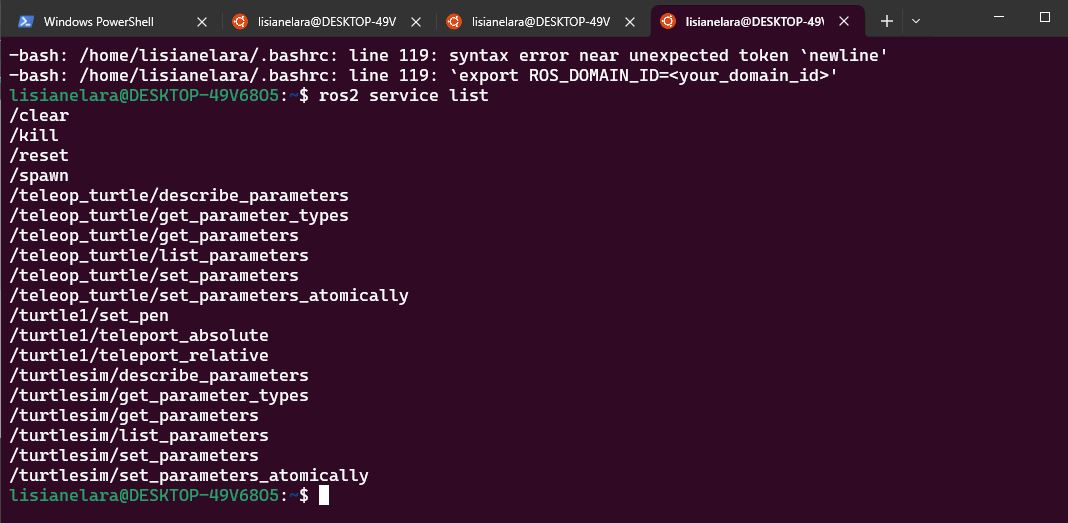 Windows PowerShell
lisianelara@DESKTOP-49V
lisianelara@DESKTOP-49V
lisianelara@DESKTOP-49V
-bash: /home/lisianelara/.bashrc: line 119: syntax error near unexpected token `newline'
-bash: /home/lisianelara/.bashrc: line 119: `export ROS_DOMAIN_ID=<your_domain_id>'
lisianelara@DESKTOP-49V68O5:~$ ros2 service list
/clear
/kill
/reset
/spawn
/teleop_turtle/describe_parameters
/teleop_turtle/get_parameter_types
/teleop_turtle/get_parameters
/teleop_turtle/list_parameters
/teleop_turtle/set_parameters
/teleop_turtle/set_parameters_atomically
/turtle1/set_pen
/turtle1/teleport_absolute
/turtle1/teleport_relative
/turtlesim/describe_parameters
/turtlesim/get_parameter_types
/turtlesim/get_parameters
/turtlesim/list_parameters
/turtlesim/set_parameters
/turtlesim/set_parameters_atomically
lisianelara@DESKTOP-49V68O5:~$